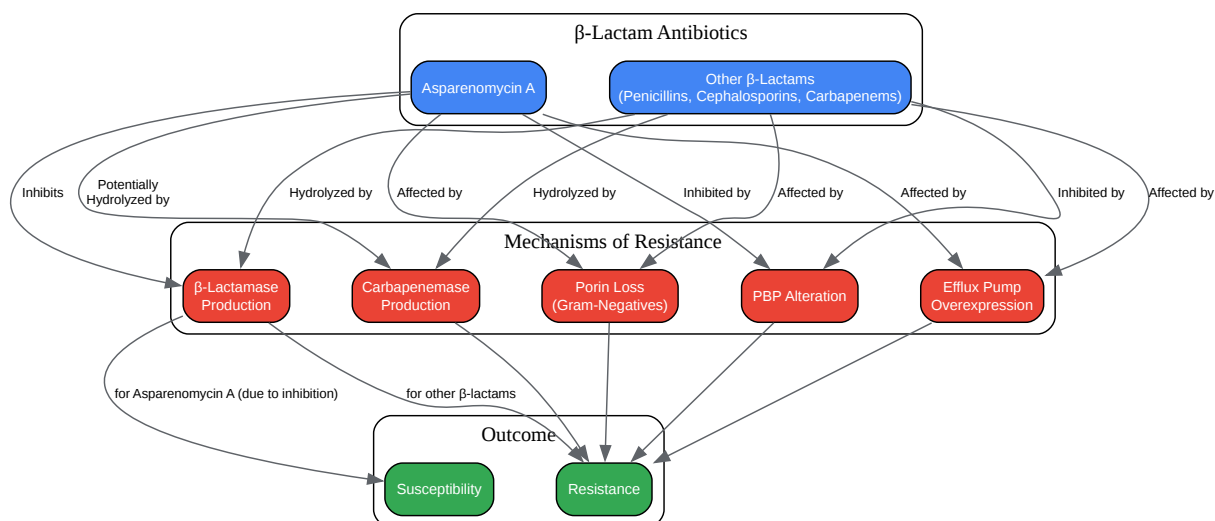 β-Lactam Antibiotics
Asparenomycin A
Other β-Lactams
(Penicillins, Cephalosporins, Carbapenems)
Inhibits
Potentially
Hydrolyzed by
Hydrolyzed by
Affected by
Hydrolyzed by
Inhibited by
Affected by
Affected by
Inhibited by
Affected by
Mechanisms of Resistance
β-Lactamase
Production
Carbapenemase
Production
Porin Loss
(Gram-Negatives)
PBP Alteration
Efflux Pump
Overexpression
for Asparenomycin A (due to inhibition)
for other β-lactams
Outcome
Susceptibility
Resistance